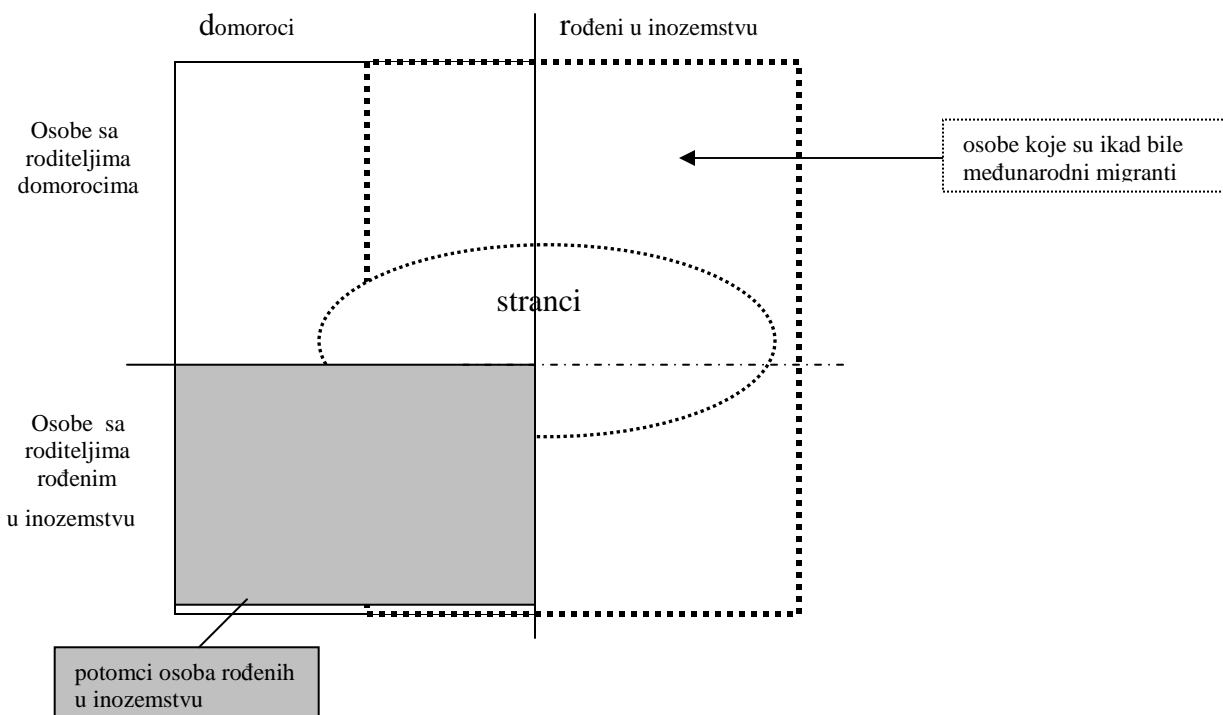 domoroci
rođeni u inozemstvu
Osobe sa
roditeljima
domorocima
osobe koje su ikad bile
međunarodni migranti
stranci
Osobe sa
roditeljima
rođenim
u inozemstvu
potomci osoba rođenih
u inozemstvu